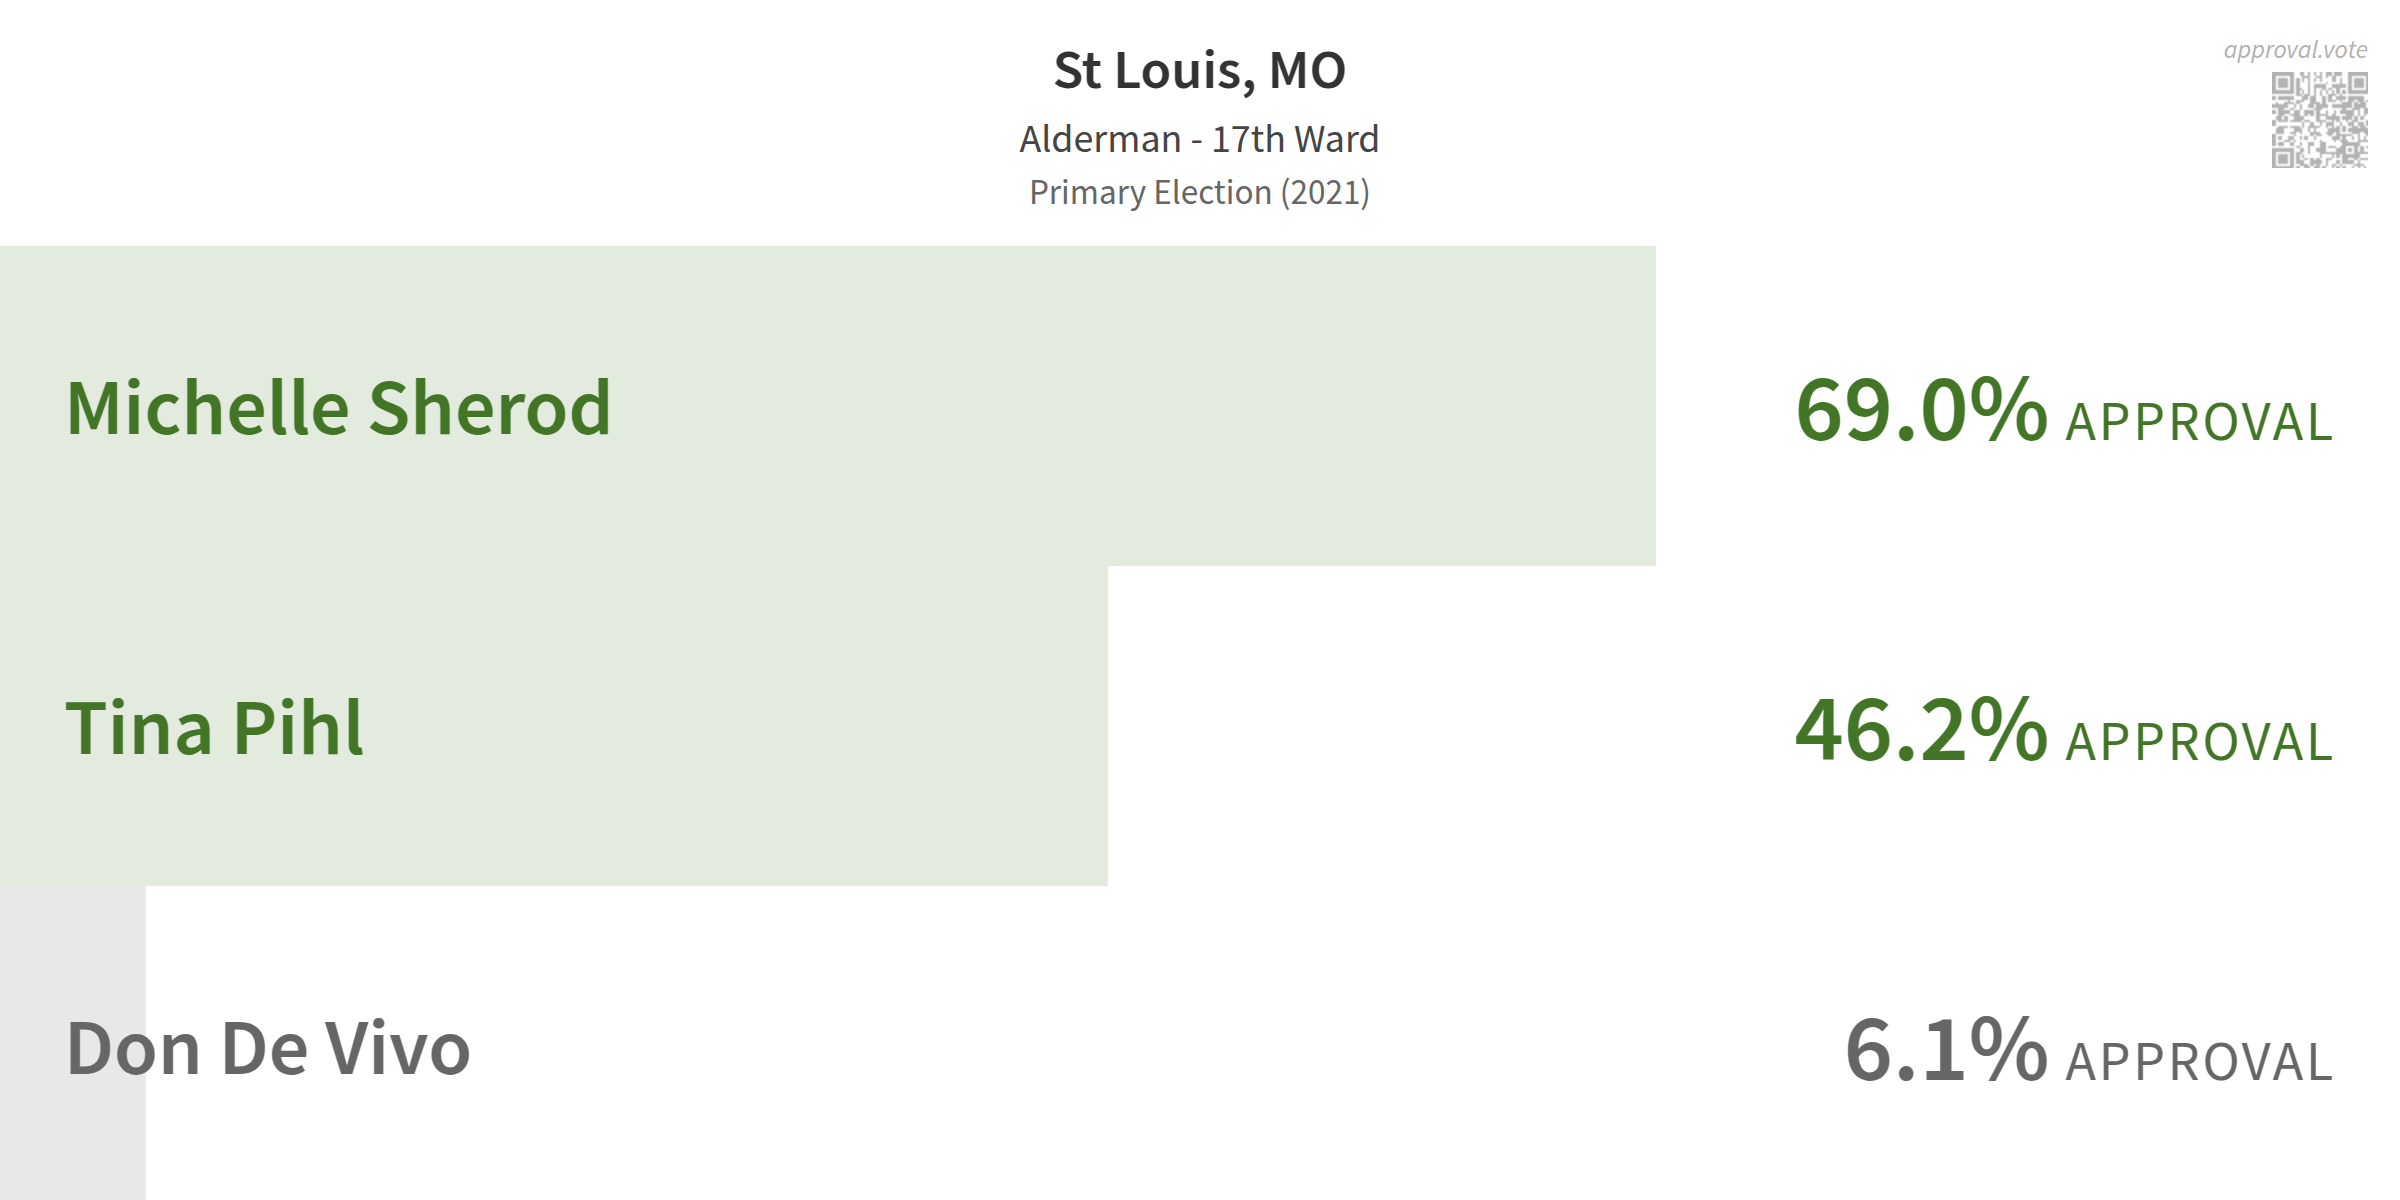 St Louis, MO
Alderman - 17th Ward
Primary Election (2021)
approval.vote
Michelle Sherod 69.0% APPROVAL
Tina Pihl 46.2% APPROVAL
Don De Vivo 6.1% APPROVAL